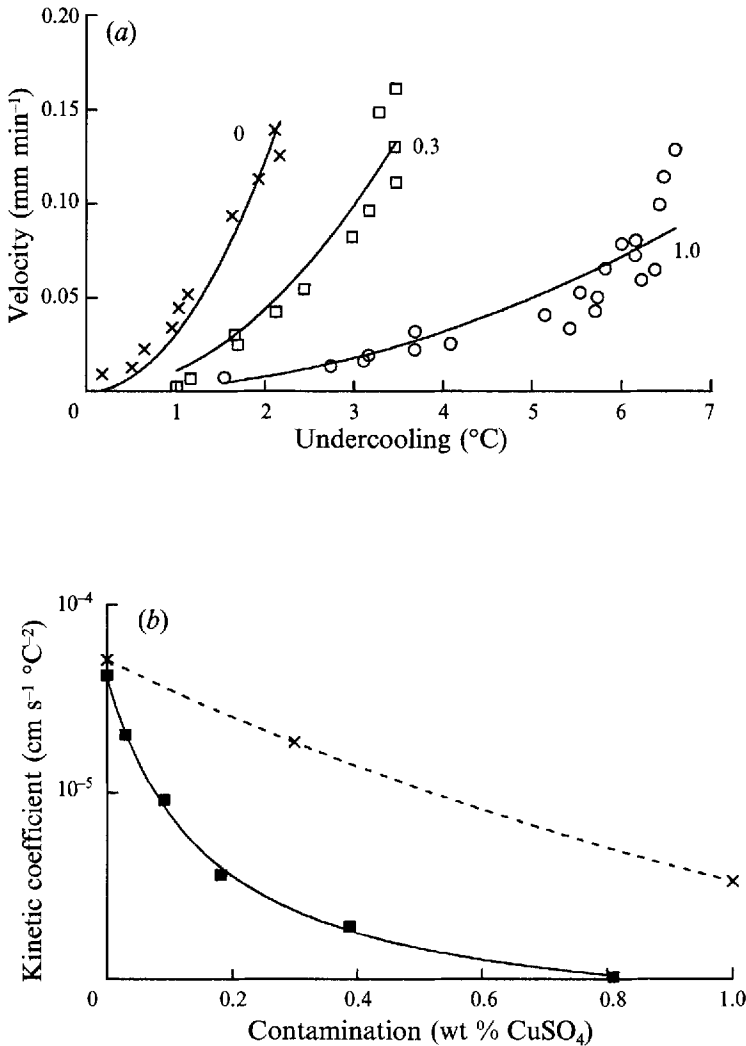 (a)
Velocity (mm min⁻¹)
0.20
0.15
0.10
0.05
0
0.3
1.0
0 1 2 3 4 5 6 7
Undercooling (°C)
(b)
Kinetic coefficient (cm s⁻¹ °C⁻²)
10⁻⁴
10⁻⁵
0 0.2 0.4 0.6 0.8 1.0
Contamination (wt % CuSO₄)